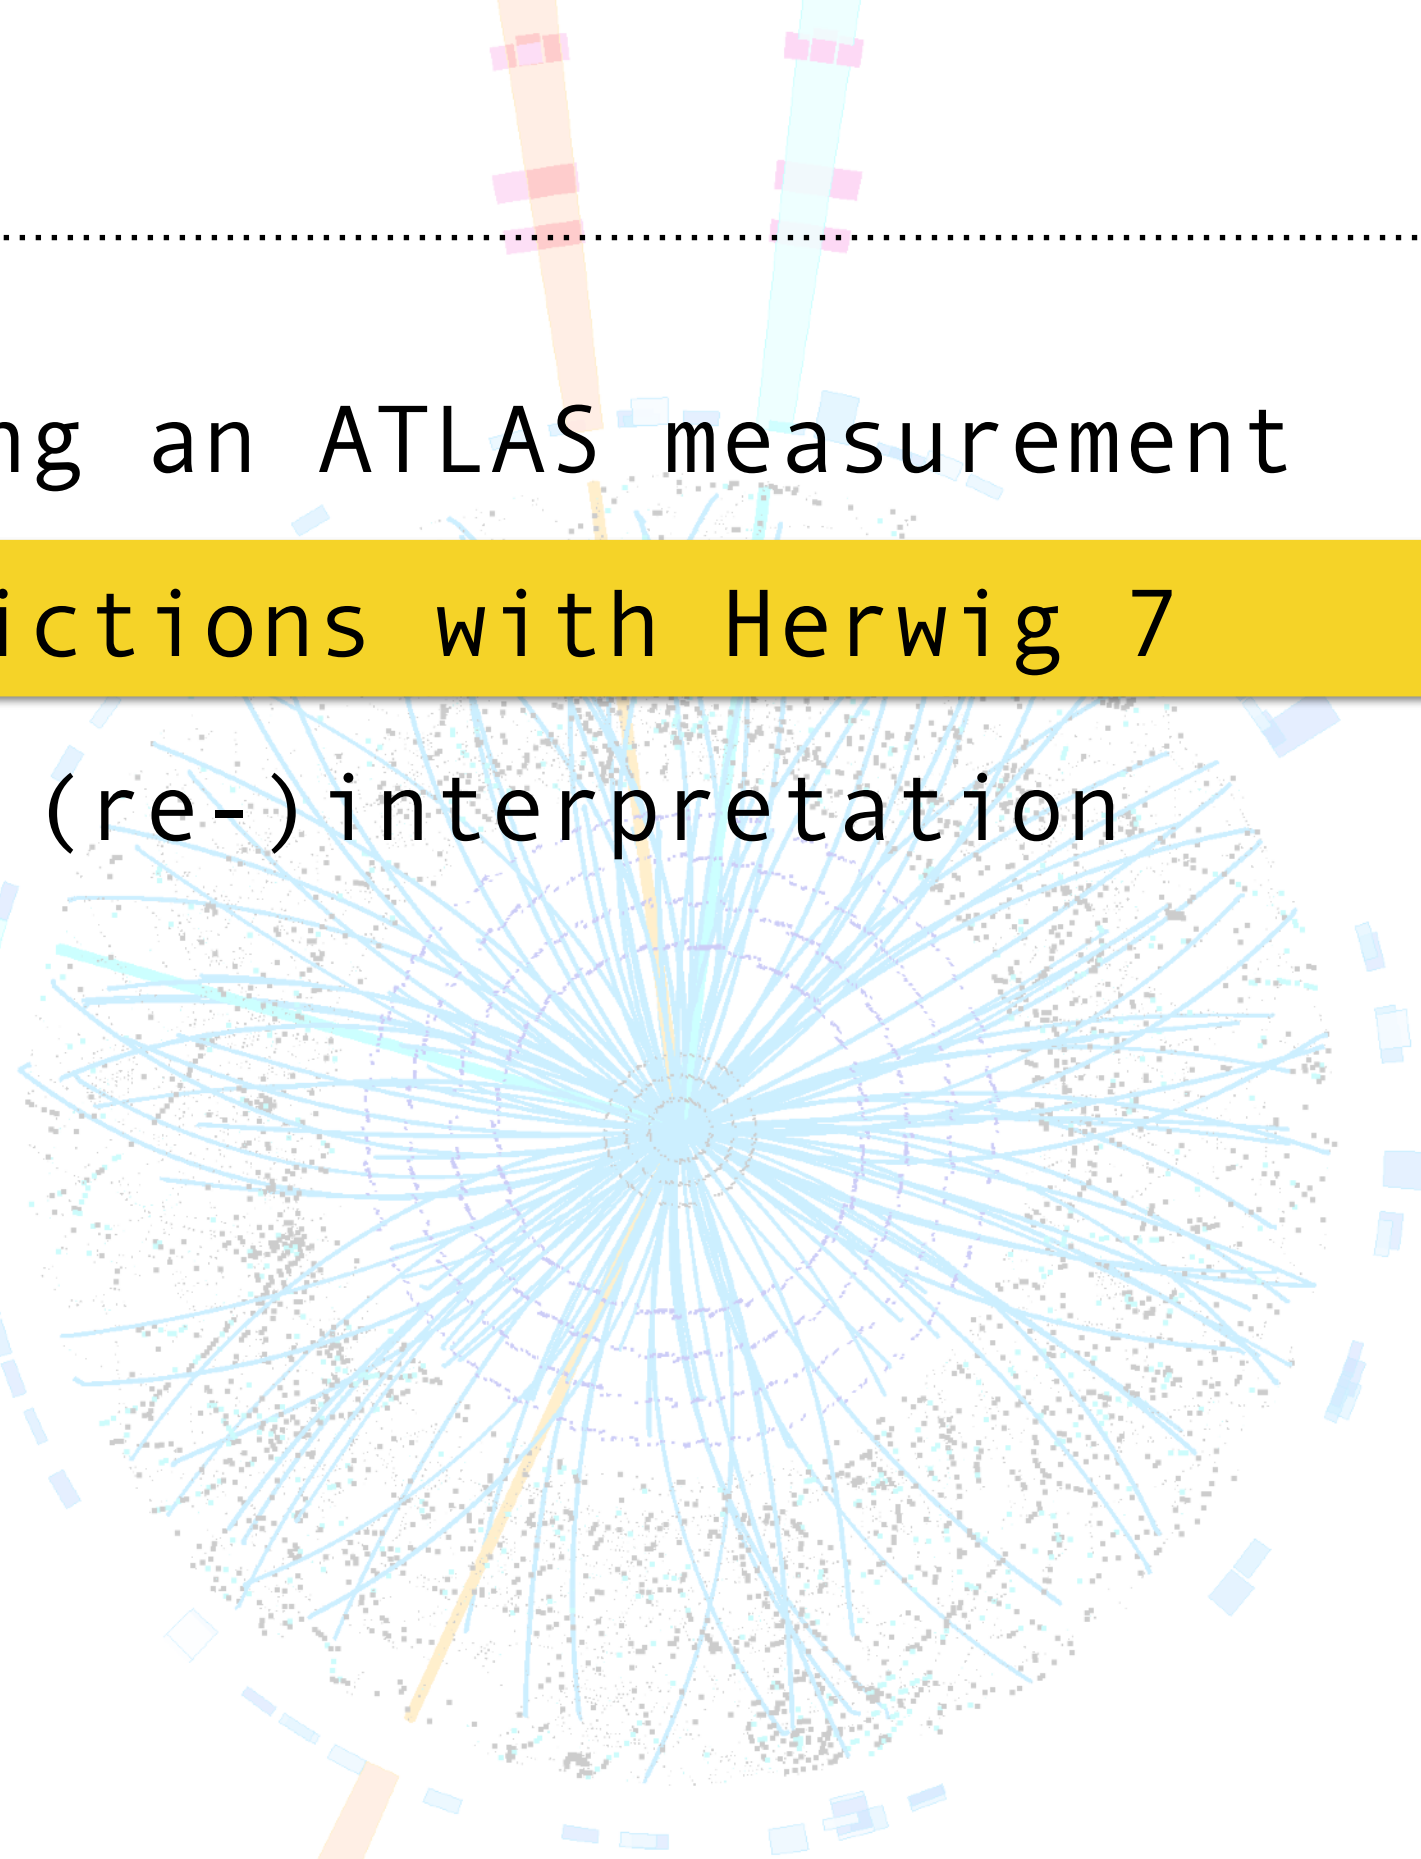 ng an ATLAS measurement
ictions with Herwig 7
(re-)interpretation